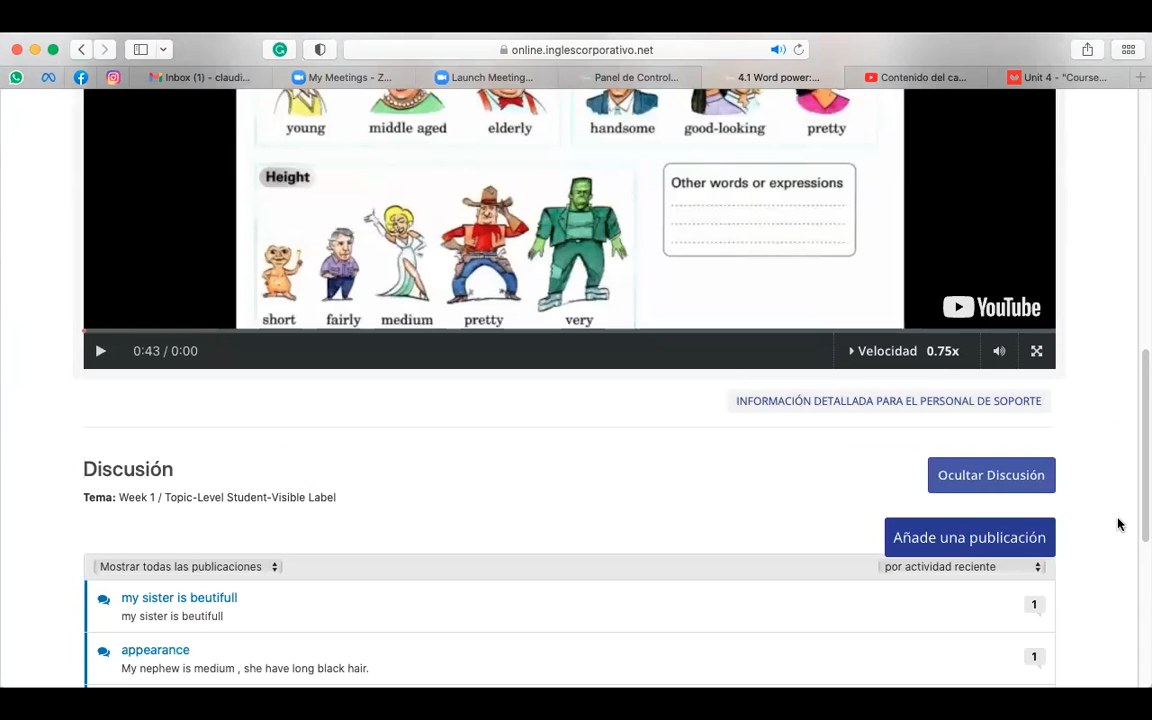 online.inglescorporativo.net
Inbox (1) – claudi...
My Meetings - Z...
Launch Meeting...
Panel de Control...
4.1 Word power:...
Contenido del ca...
Unit 4 - "Course...
young
middle aged
elderly
handsome
good-looking
pretty
Height
Other words or expressions
short
fairly
medium
pretty
very
YouTube
0:43 / 0:00
Velocidad 0.75x
INFORMACIÓN DETALLADA PARA EL PERSONAL DE SOPORTE
Discusión
Ocultar Discusión
Tema: Week 1 / Topic-Level Student-Visible Label
Añade una publicación
Mostrar todas las publicaciones
por actividad reciente
my sister is beutifull
my sister is beutifull
1
appearance
My nephew is medium , she have long black hair.
1